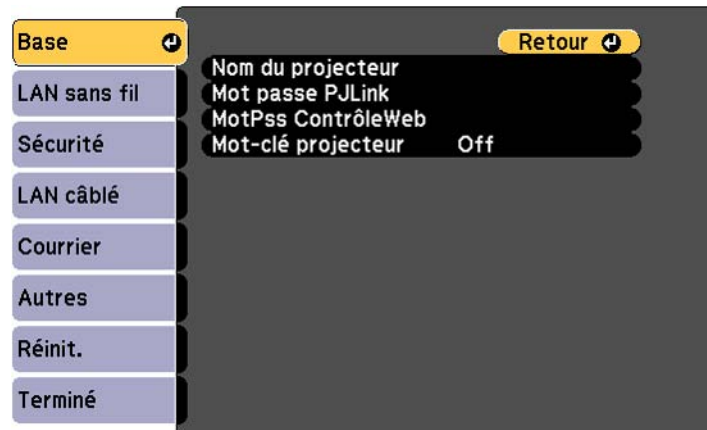 Base
LAN sans fil
Sécurité
LAN câblé
Courrier
Autres
Réinit.
Terminé
Retour
Nom du projecteur
Mot passe PJLink
MotPss ContrôleWeb
Mot-clé projecteur Off